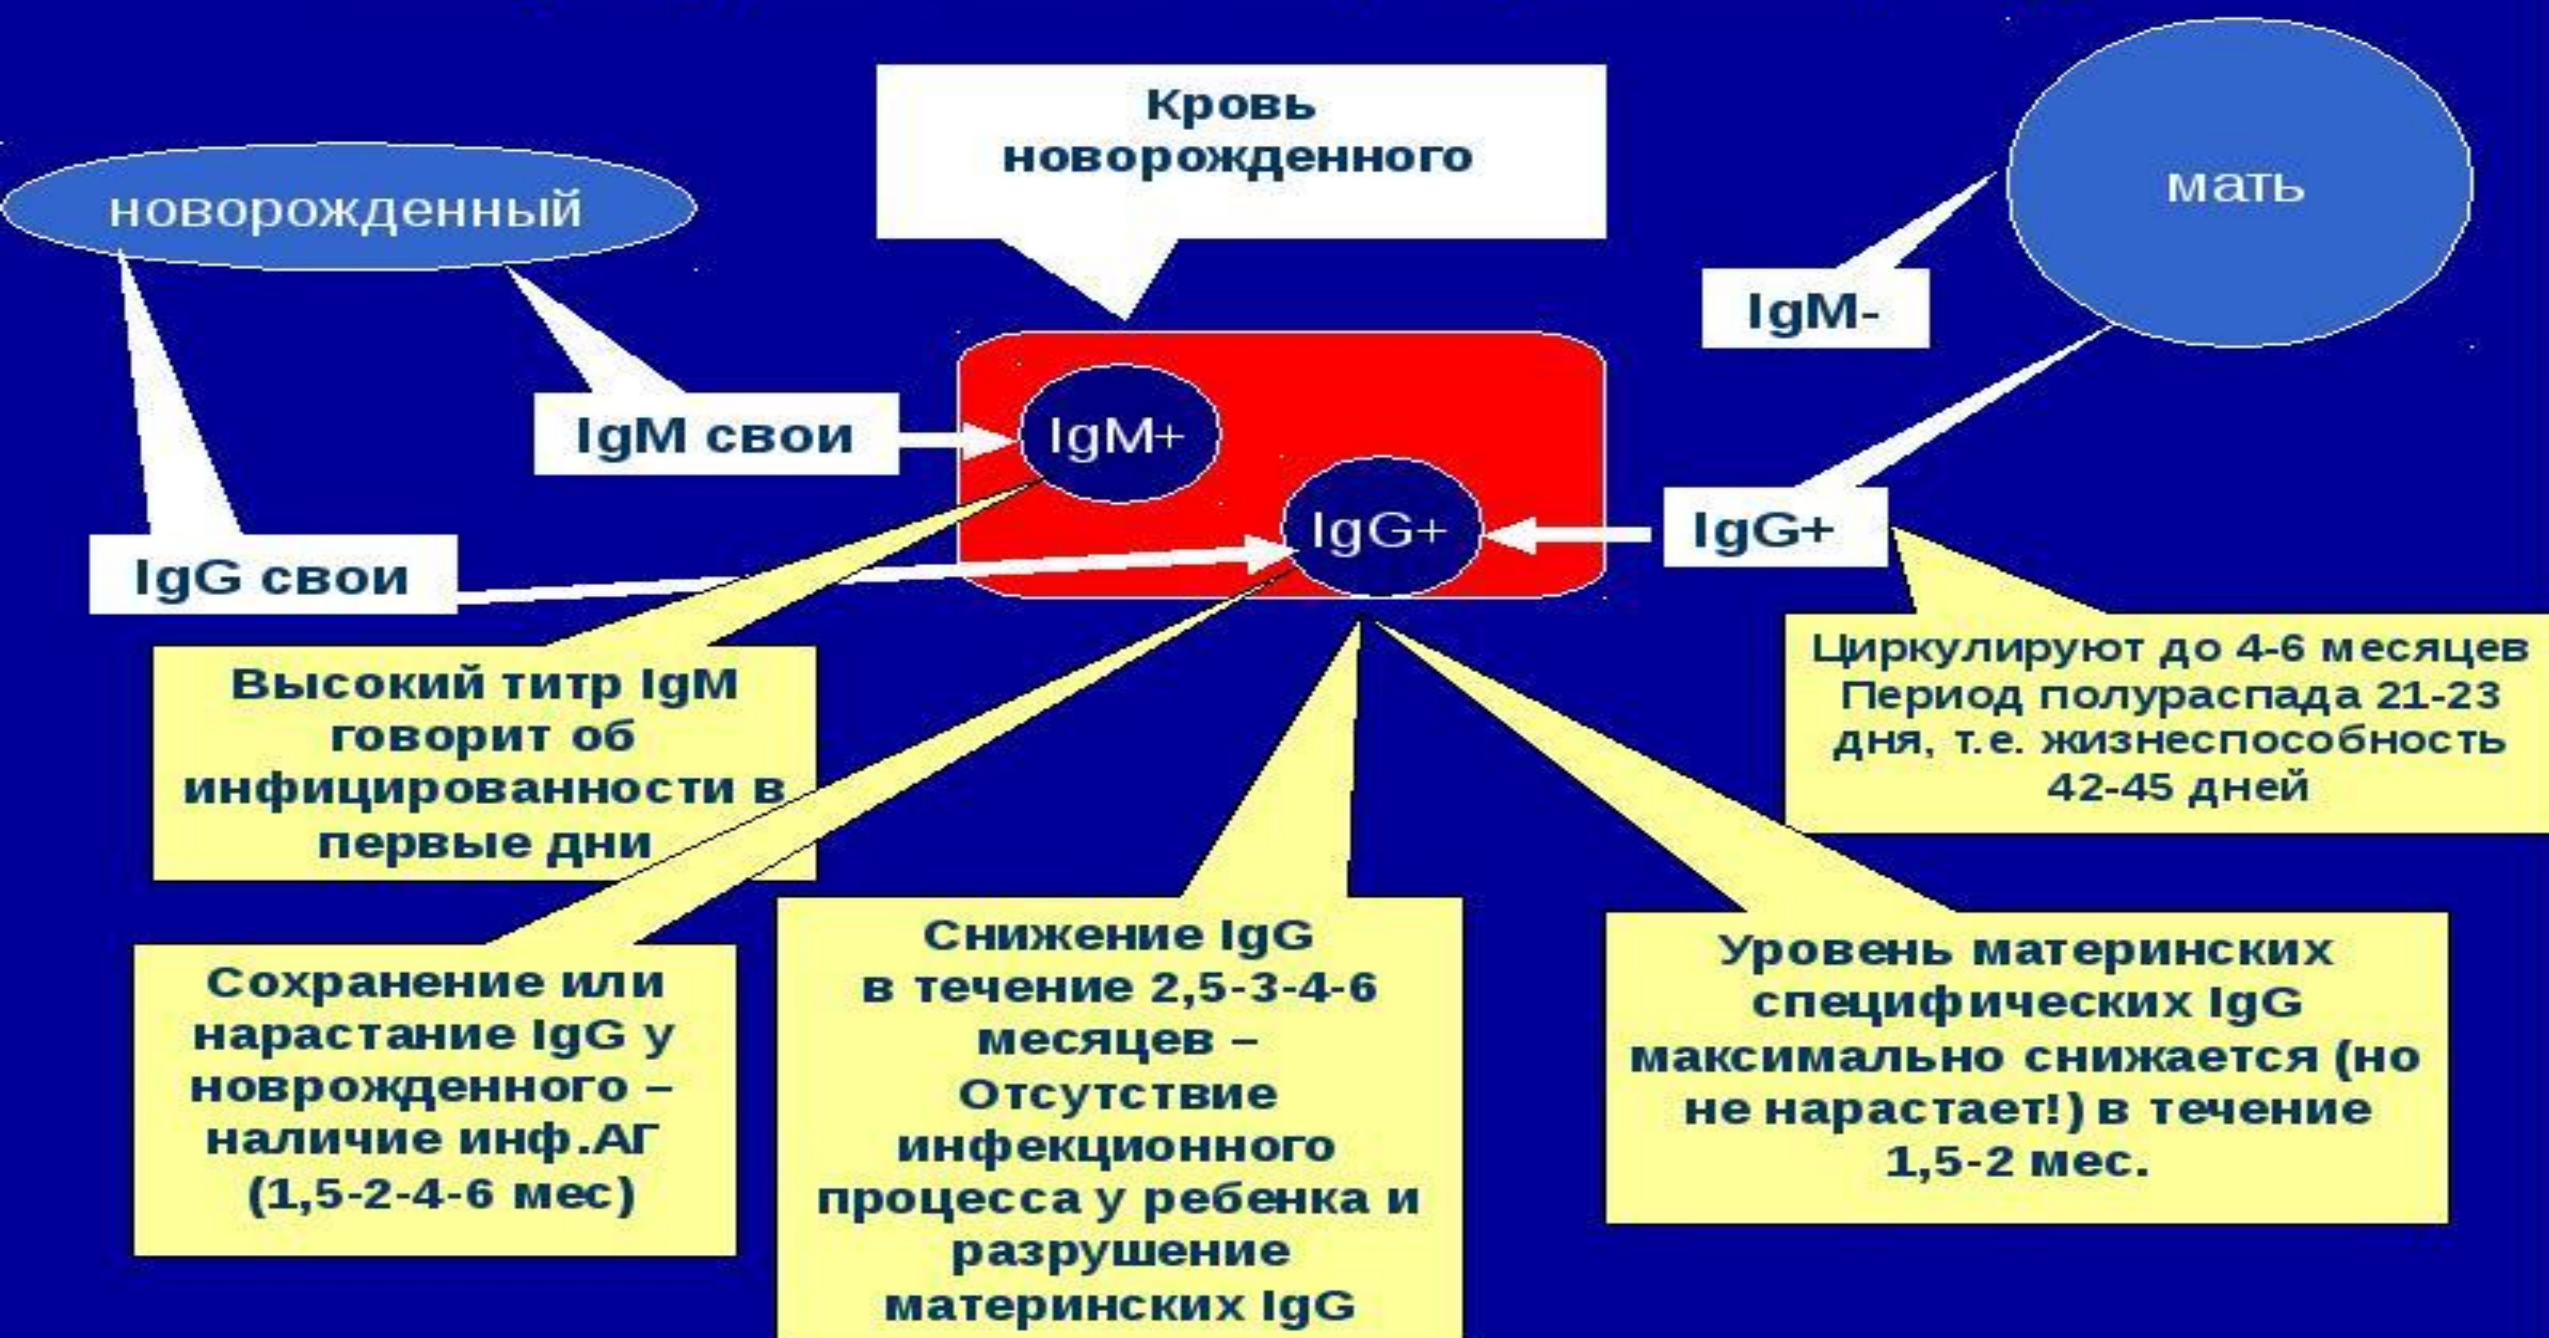 Кровь
новорожденного
новорожденный
мать
IgM-
IgM свои
IgM+
IgG+
IgG+
IgG свои
Высокий титр IgM
говорит об
инфицированности в
первые дни
Циркулируют до 4-6 месяцев
Период полураспада 21-23
дня, т.е. жизнеспособность
42-45 дней
Сохранение или
нарастание IgG у
новрожденного –
наличие инф.АГ
(1,5-2-4-6 мес)
Снижение IgG
в течение 2,5-3-4-6
месяцев –
Отсутствие
инфекционного
процесса у ребенка и
разрушение
материнских IgG
Уровень материнских
специфических IgG
максимально снижается (но
не нарастает!) в течение
1,5-2 мес.